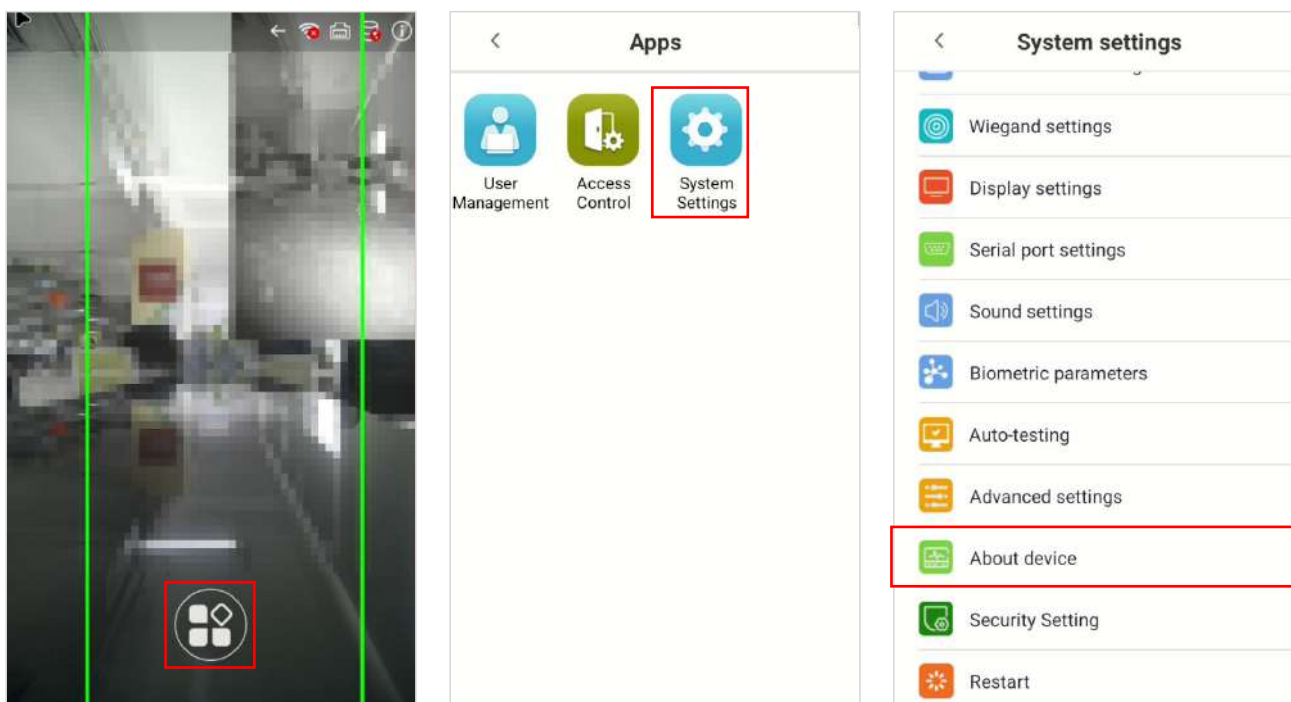 Apps
User
Management
Access
Control
System
Settings
System settings
Wiegand settings
Display settings
Serial port settings
Sound settings
Biometric parameters
Auto-testing
Advanced settings
About device
Security Setting
Restart